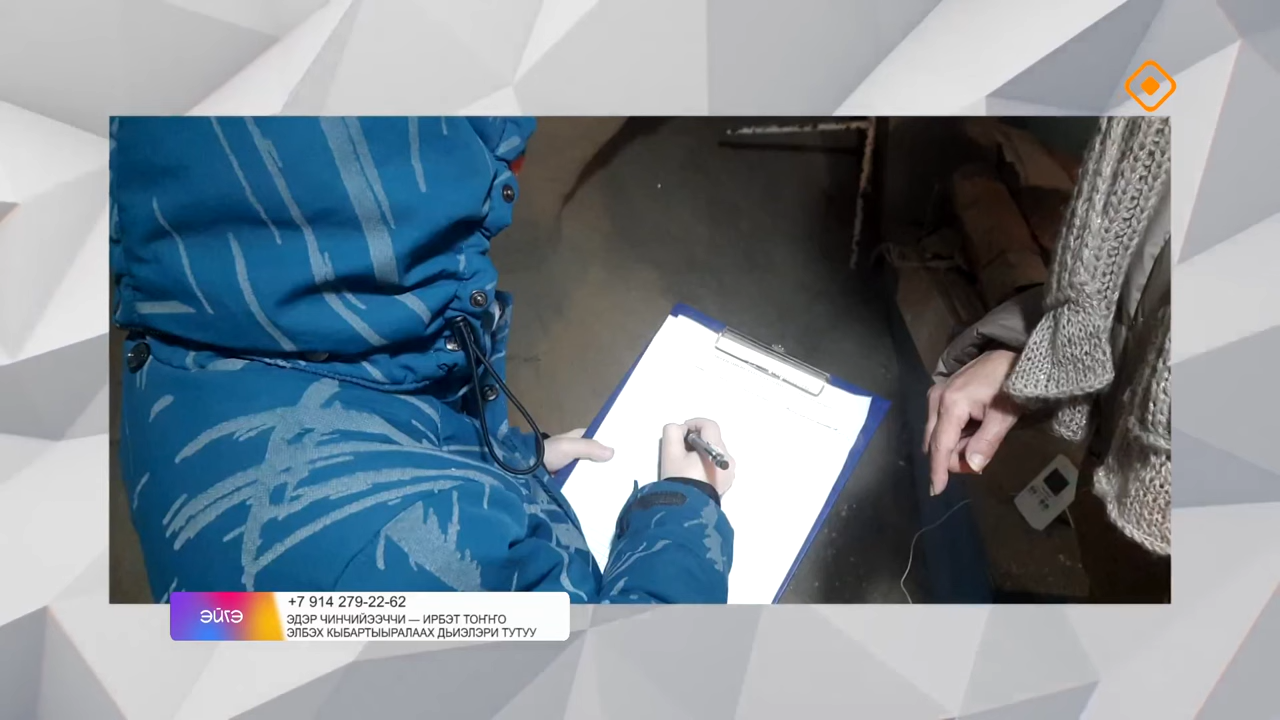 эйгэ
+7 914 279-22-62
ЭДЭР ЧИНЧИЙЭЭЧЧИ — ИРБЭТ ТОҤҤО
ЭЛБЭХ КЫБАРТЫЫРАЛААХ ДЬИЭЛЭРИ ТУТУУ